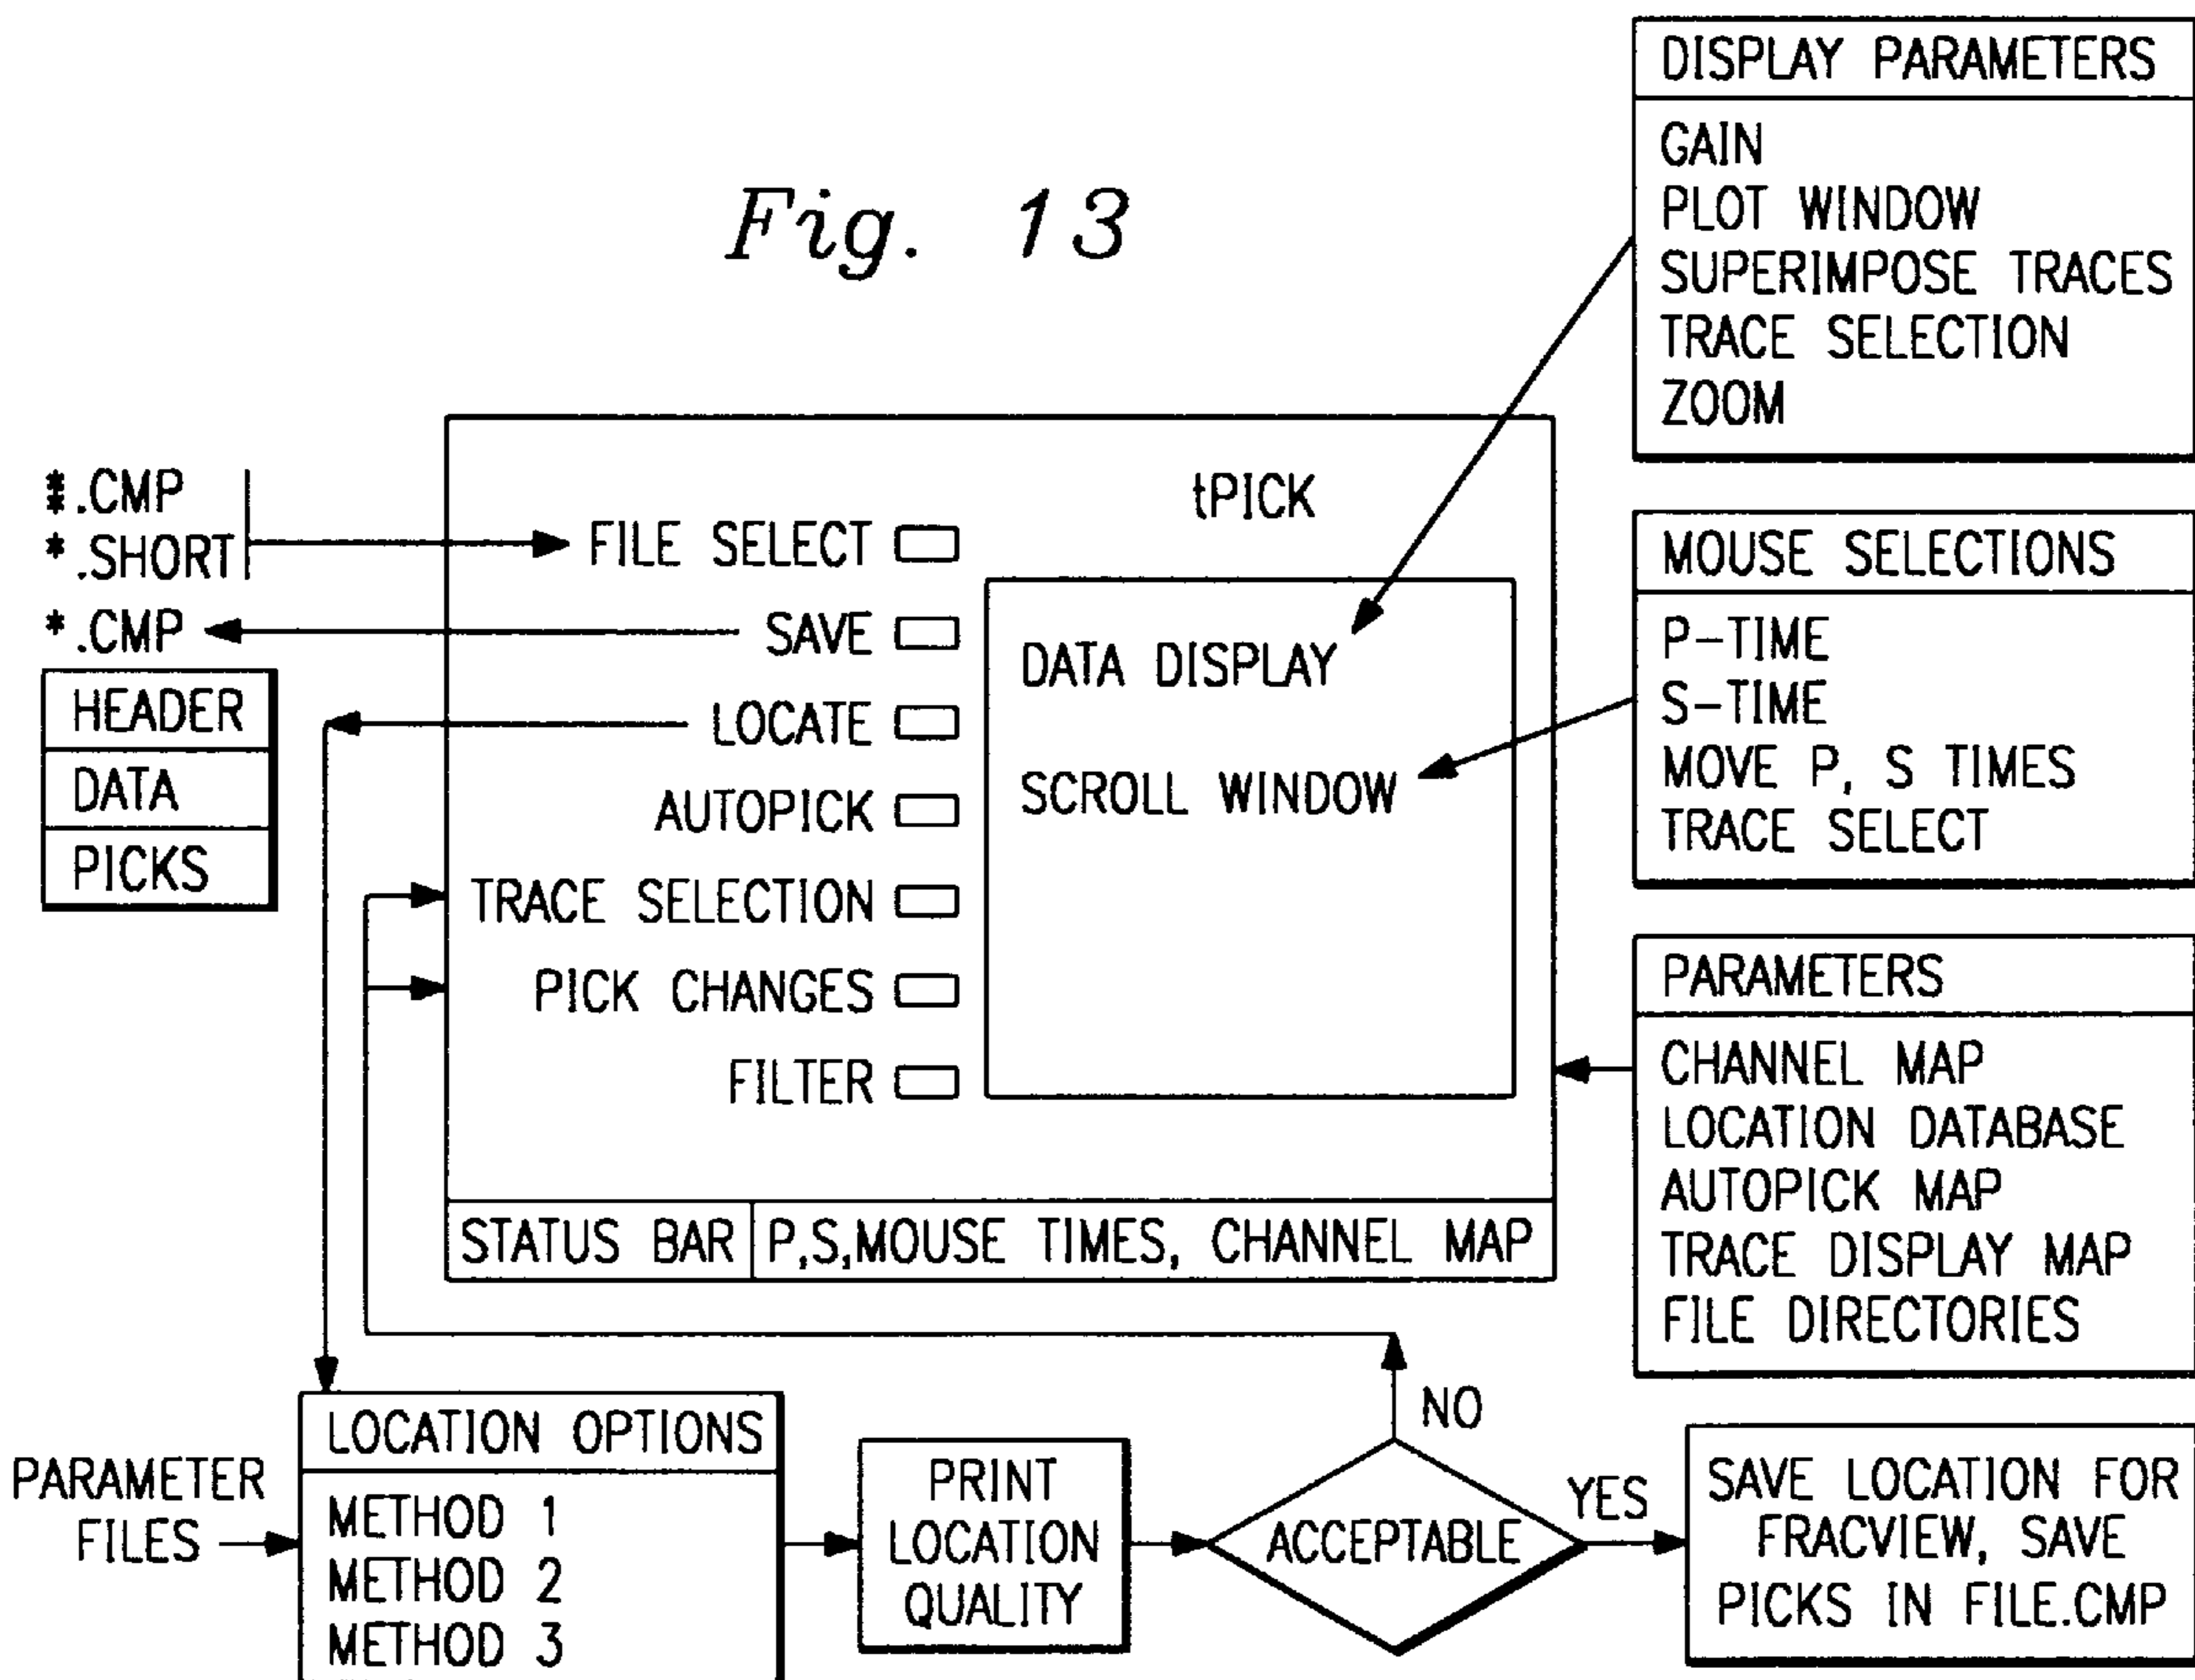 Fig. 13
DISPLAY PARAMETERS
GAIN
PLOT WINDOW
SUPERIMPOSE TRACES
TRACE SELECTION
ZOOM
*.CMP
*.SHORT
*.CMP
HEADER
DATA
PICKS
tPICK
FILE SELECT
SAVE
LOCATE
AUTOPICK
TRACE SELECTION
PICK CHANGES
FILTER
DATA DISPLAY
SCROLL WINDOW
STATUS BAR
P,S,MOUSE TIMES, CHANNEL MAP
MOUSE SELECTIONS
P-TIME
S-TIME
MOVE P, S TIMES
TRACE SELECT
PARAMETERS
CHANNEL MAP
LOCATION DATABASE
AUTOPICK MAP
TRACE DISPLAY MAP
FILE DIRECTORIES
PARAMETER
FILES
LOCATION OPTIONS
METHOD 1
METHOD 2
METHOD 3
PRINT
LOCATION
QUALITY
ACCEPTABLE
NO
YES
SAVE LOCATION FOR
FRACVIEW, SAVE
PICKS IN FILE.CMP